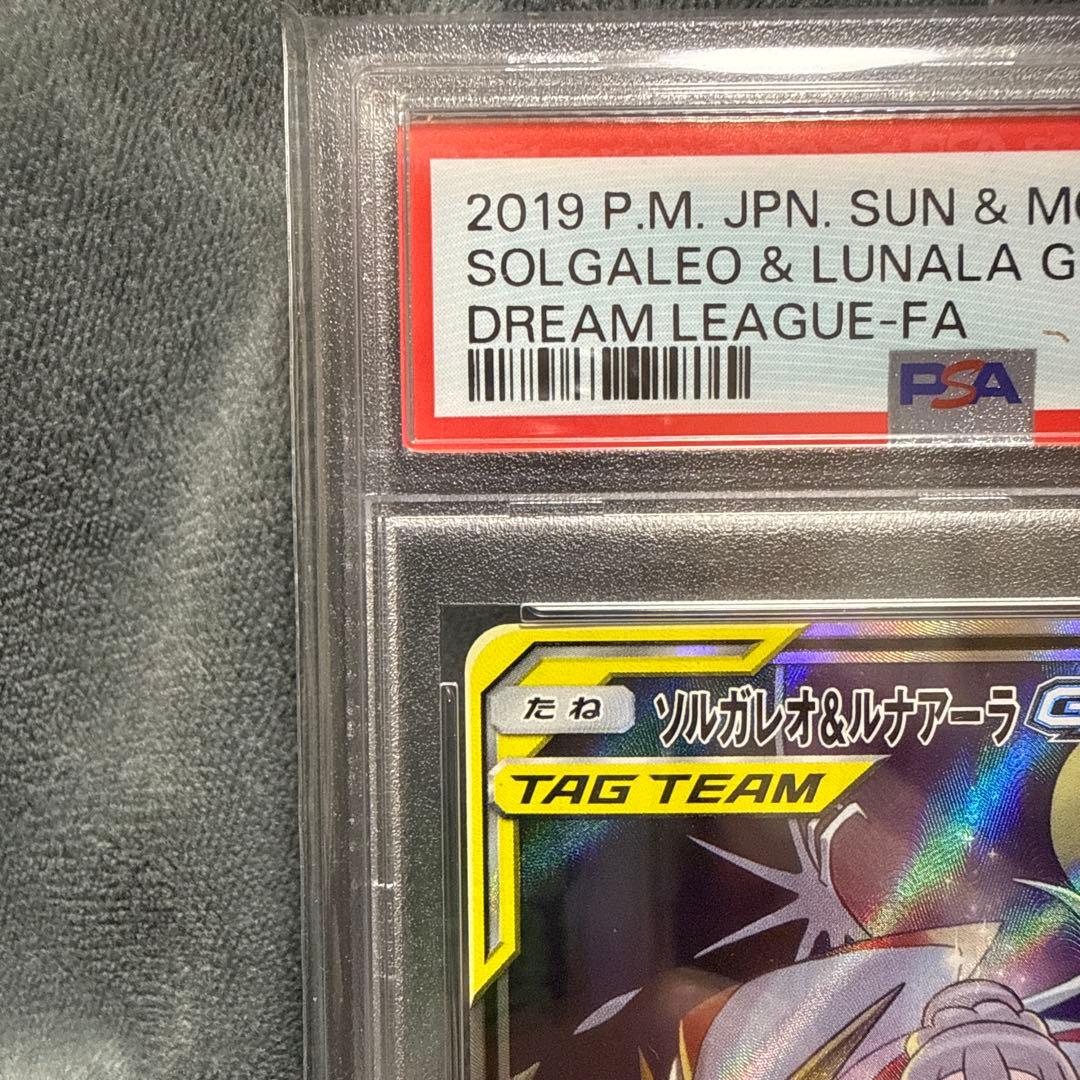 2019 P.M. JPN. SUN & MO
SOLGALEO & LUNALA G
DREAM LEAGUE-FA
PSA
たね ソルガレオ&ルナアーラ G
TAG TEAM